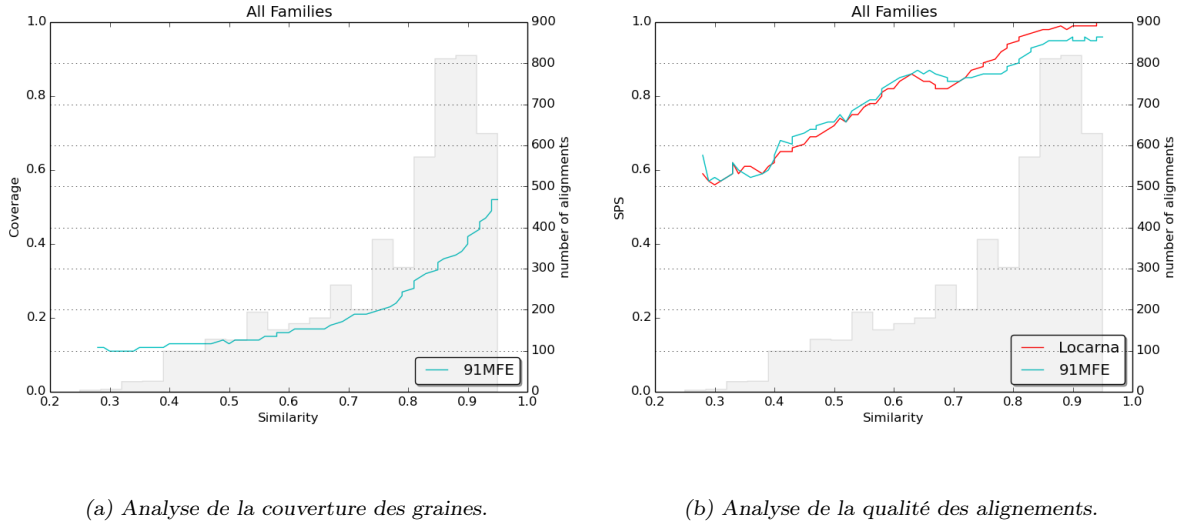 All Families
1.0
0.8
0.6
0.4
0.2
0.0
Coverage
900
800
700
600
500
400
300
200
100
0
number of alignments
0.2 0.3 0.4 0.5 0.6 0.7 0.8 0.9 1.0
Similarity
91MFE
All Families
1.0
0.8
0.6
0.4
0.2
0.0
SPS
900
800
700
600
500
400
300
200
100
0
number of alignments
0.2 0.3 0.4 0.5 0.6 0.7 0.8 0.9 1.0
Similarity
Locarna
91MFE
(a) Analyse de la couverture des graines.
(b) Analyse de la qualité des alignements.